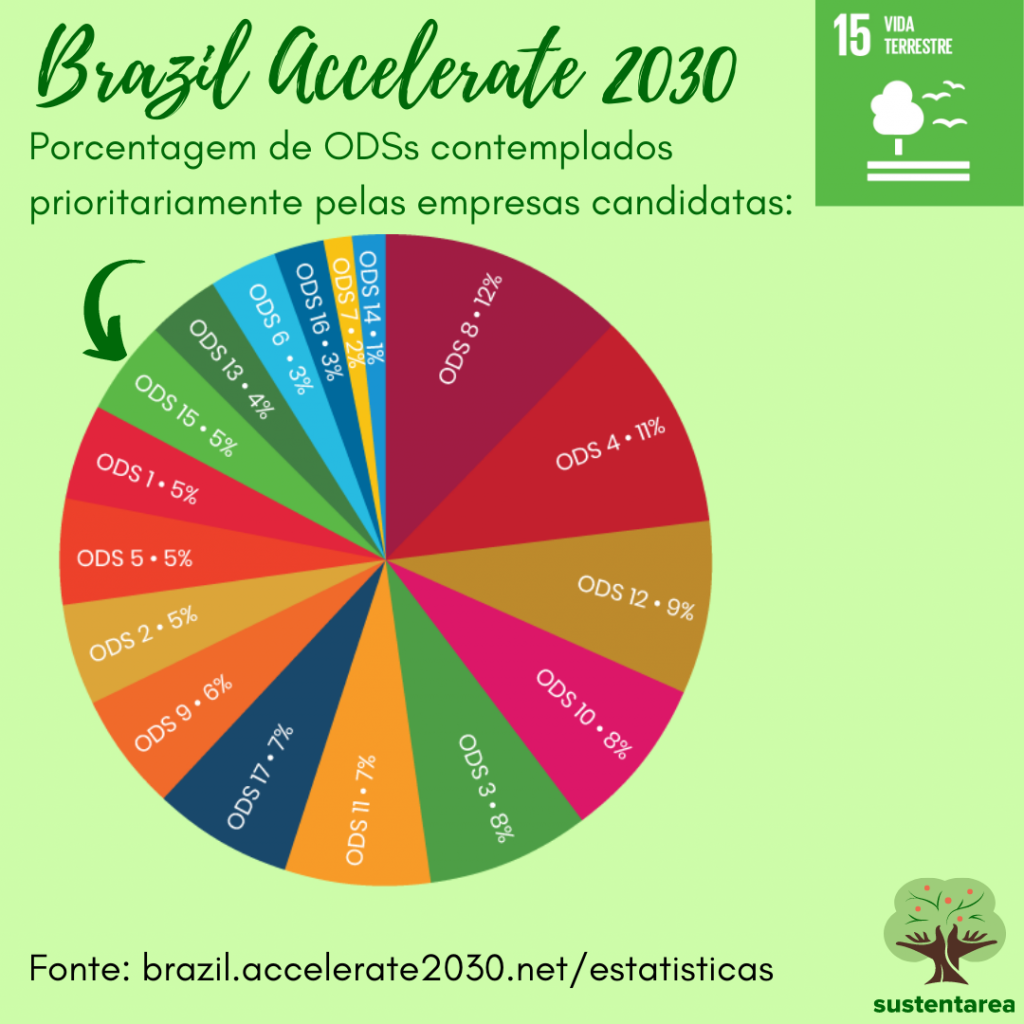 Brazil Accelerate 2030
15 VIDA
TERRESTRE
Porcentagem de ODSs contemplados
prioritariamente pelas empresas candidatas:
ODS 8 • 12%
ODS 4 • 11%
ODS 12 • 9%
ODS 10 • 8%
ODS 3 • 8%
ODS 11 • 7%
ODS 17 • 7%
ODS 9 • 6%
ODS 2 • 5%
ODS 5 • 5%
ODS 1 • 5%
ODS 15 • 5%
ODS 13 • 4%
ODS 6 • 3%
ODS 16 • 3%
ODS 7 • 2%
ODS 14 • 1%
Fonte: brazil.accelerate2030.net/estatisticas
sustentarea